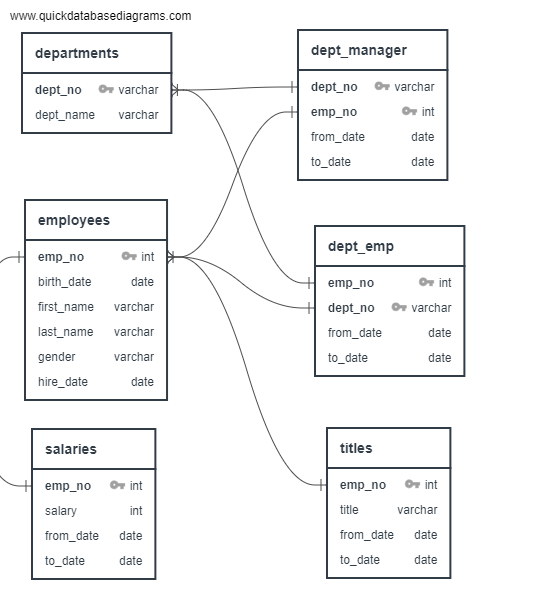 www.quickdatabasediagrams.com
departments
dept_no varchar
dept_name varchar
dept_manager
dept_no varchar
emp_no int
from_date date
to_date date
employees
emp_no int
birth_date date
first_name varchar
last_name varchar
gender varchar
hire_date date
dept_emp
emp_no int
dept_no varchar
from_date date
to_date date
salaries
emp_no int
salary int
from_date date
to_date date
titles
emp_no int
title varchar
from_date date
to_date date